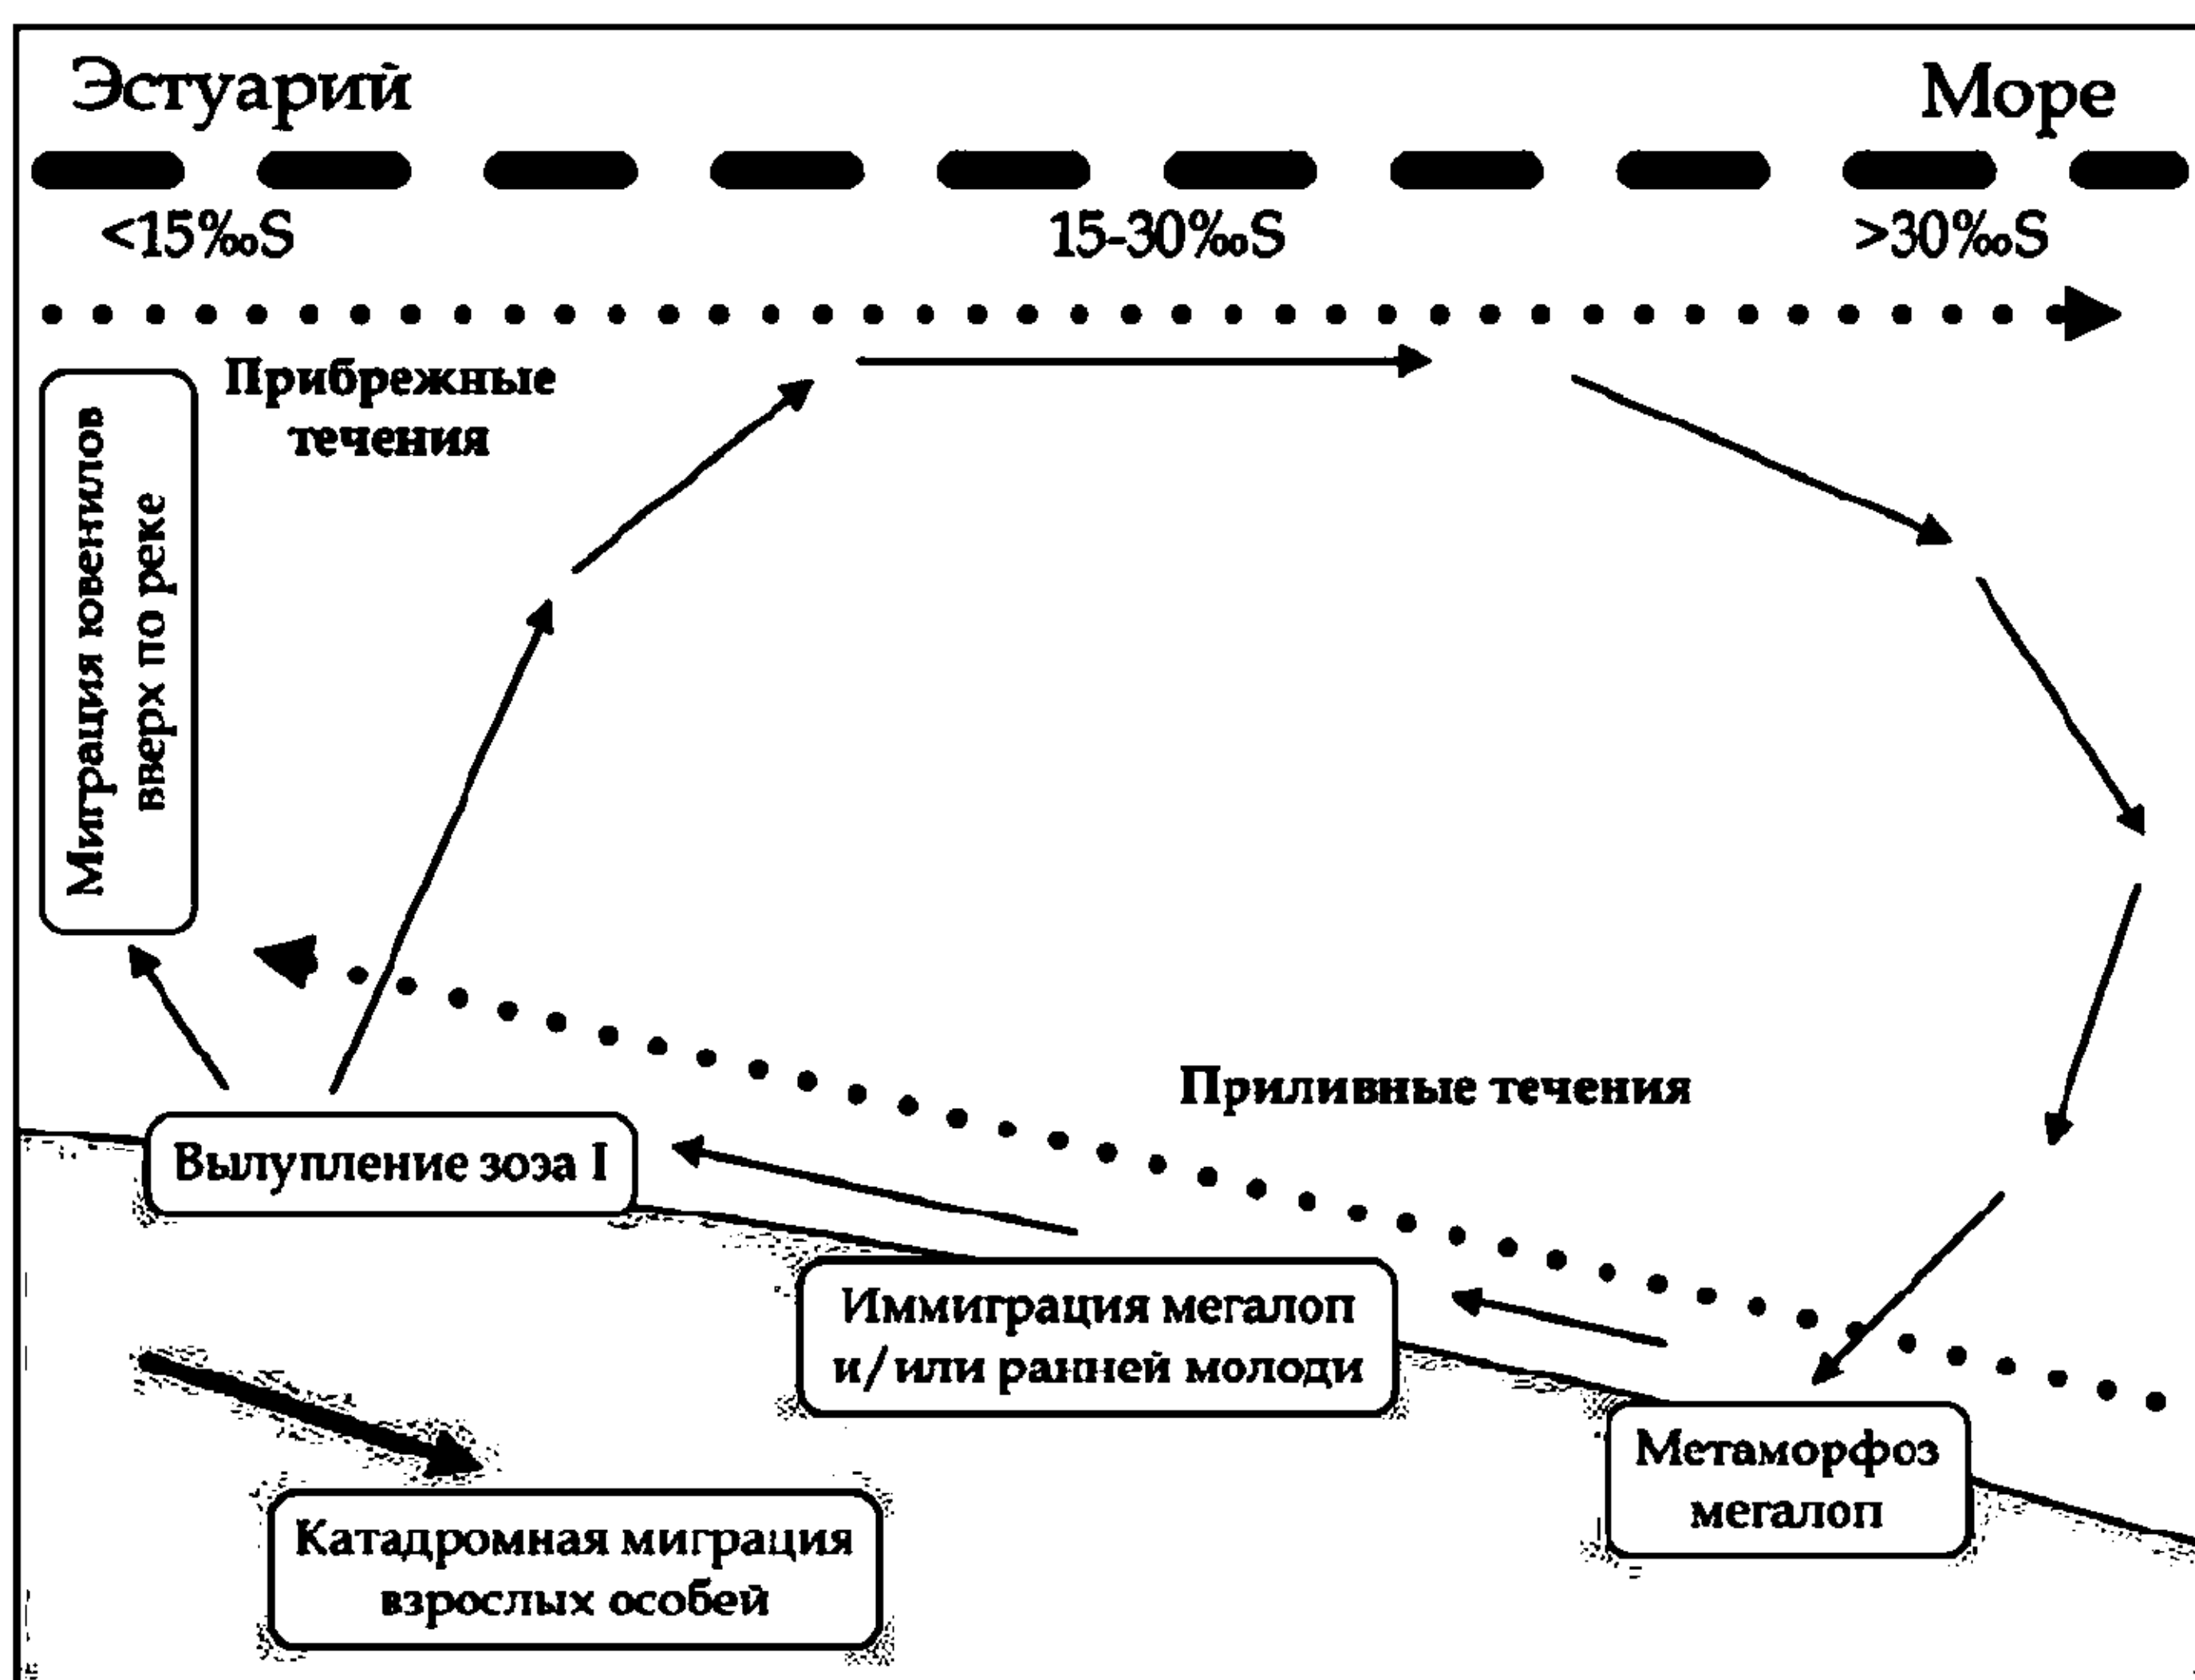 Эстуарий
Море
<15‰S
15-30‰S
>30‰S
Прибрежные
течения
Миграция ювенилов
вверх по реке
Приливные течения
Вылупление зоэа I
Иммиграция мегалоп
и/или ранней молоди
Метаморфоз
мегалоп
Катадромная миграция
взрослых особей